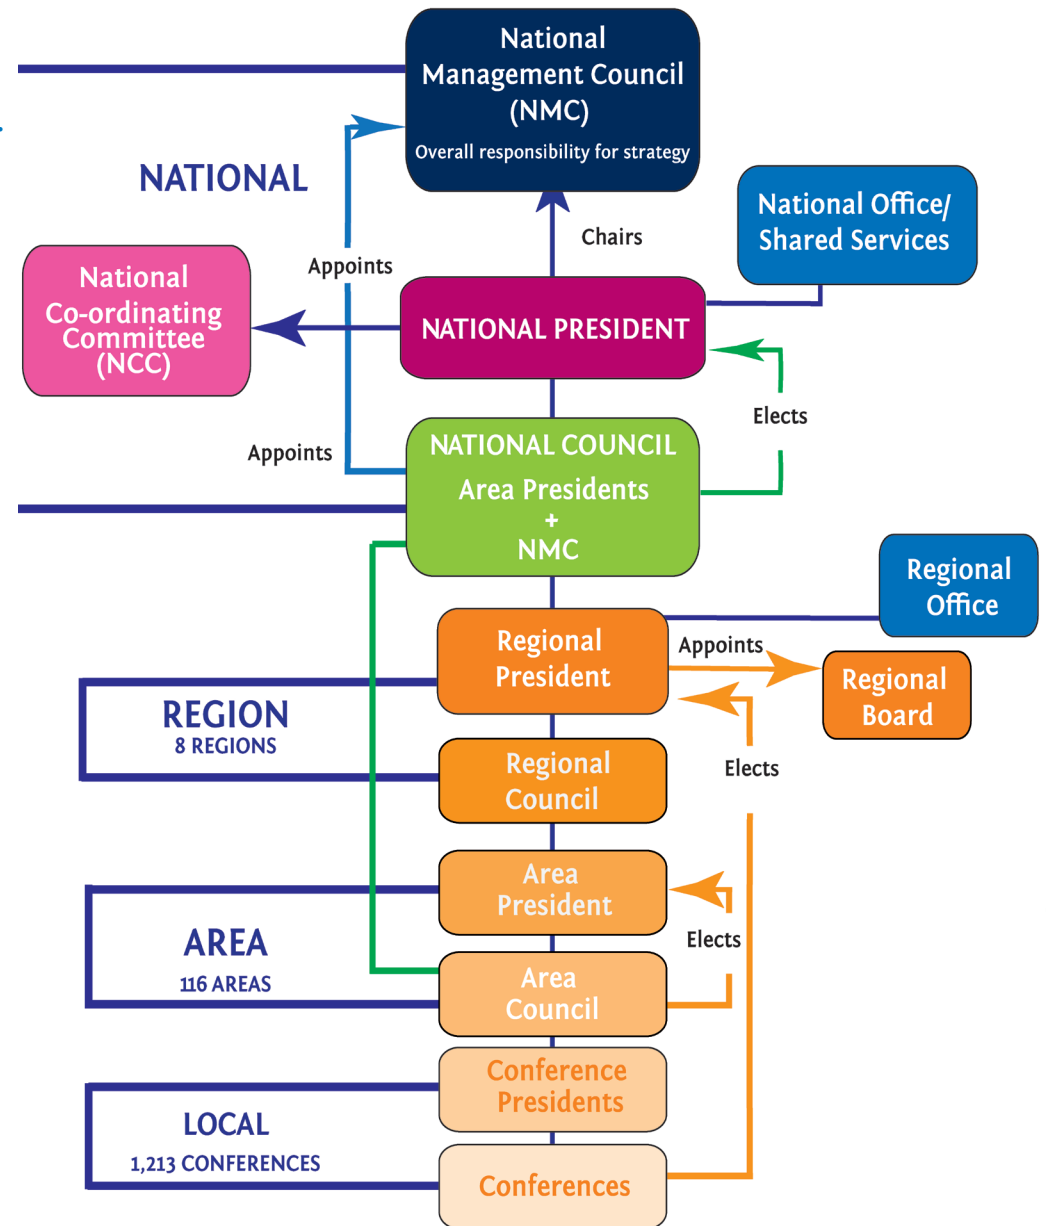 National
Management Council
(NMC)
Overall responsibility for strategy
NATIONAL
National Office/
Shared Services
Chairs
Appoints
National
Co-ordinating
Committee
(NCC)
NATIONAL PRESIDENT
Elects
Appoints
NATIONAL COUNCIL
Area Presidents
+
NMC
Regional
Office
Regional
President
Appoints
Regional
Board
REGION
8 REGIONS
Regional
Council
Elects
Area
President
AREA
116 AREAS
Elects
Area
Council
Conference
Presidents
LOCAL
1,213 CONFERENCES
Conferences